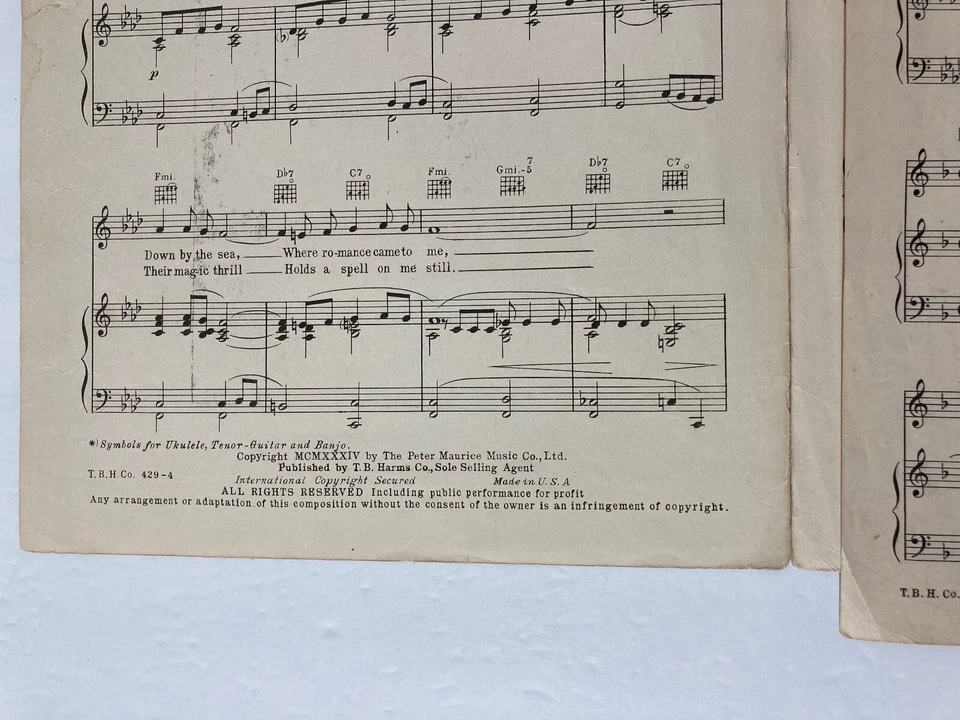 p
Fmi. Db7 C7 Fmi. Gmi.-5 7 Db7 C7
Down by the sea, Where ro-mance came to me,
Their mag-ic thrill Holds a spell on me still.
*) Symbols for Ukulele, Tenor-Guitar and Banjo.
Copyright MCMXXXIV by The Peter Maurice Music Co., Ltd.
Published by T. B. Harms Co., Sole Selling Agent
T.B.H.Co. 429-4
International Copyright Secured Made in U.S.A
ALL RIGHTS RESERVED Including public performance for profit
Any arrangement or adaptation of this composition without the consent of the owner is an infringement of copyright.
T.B.H. Co.